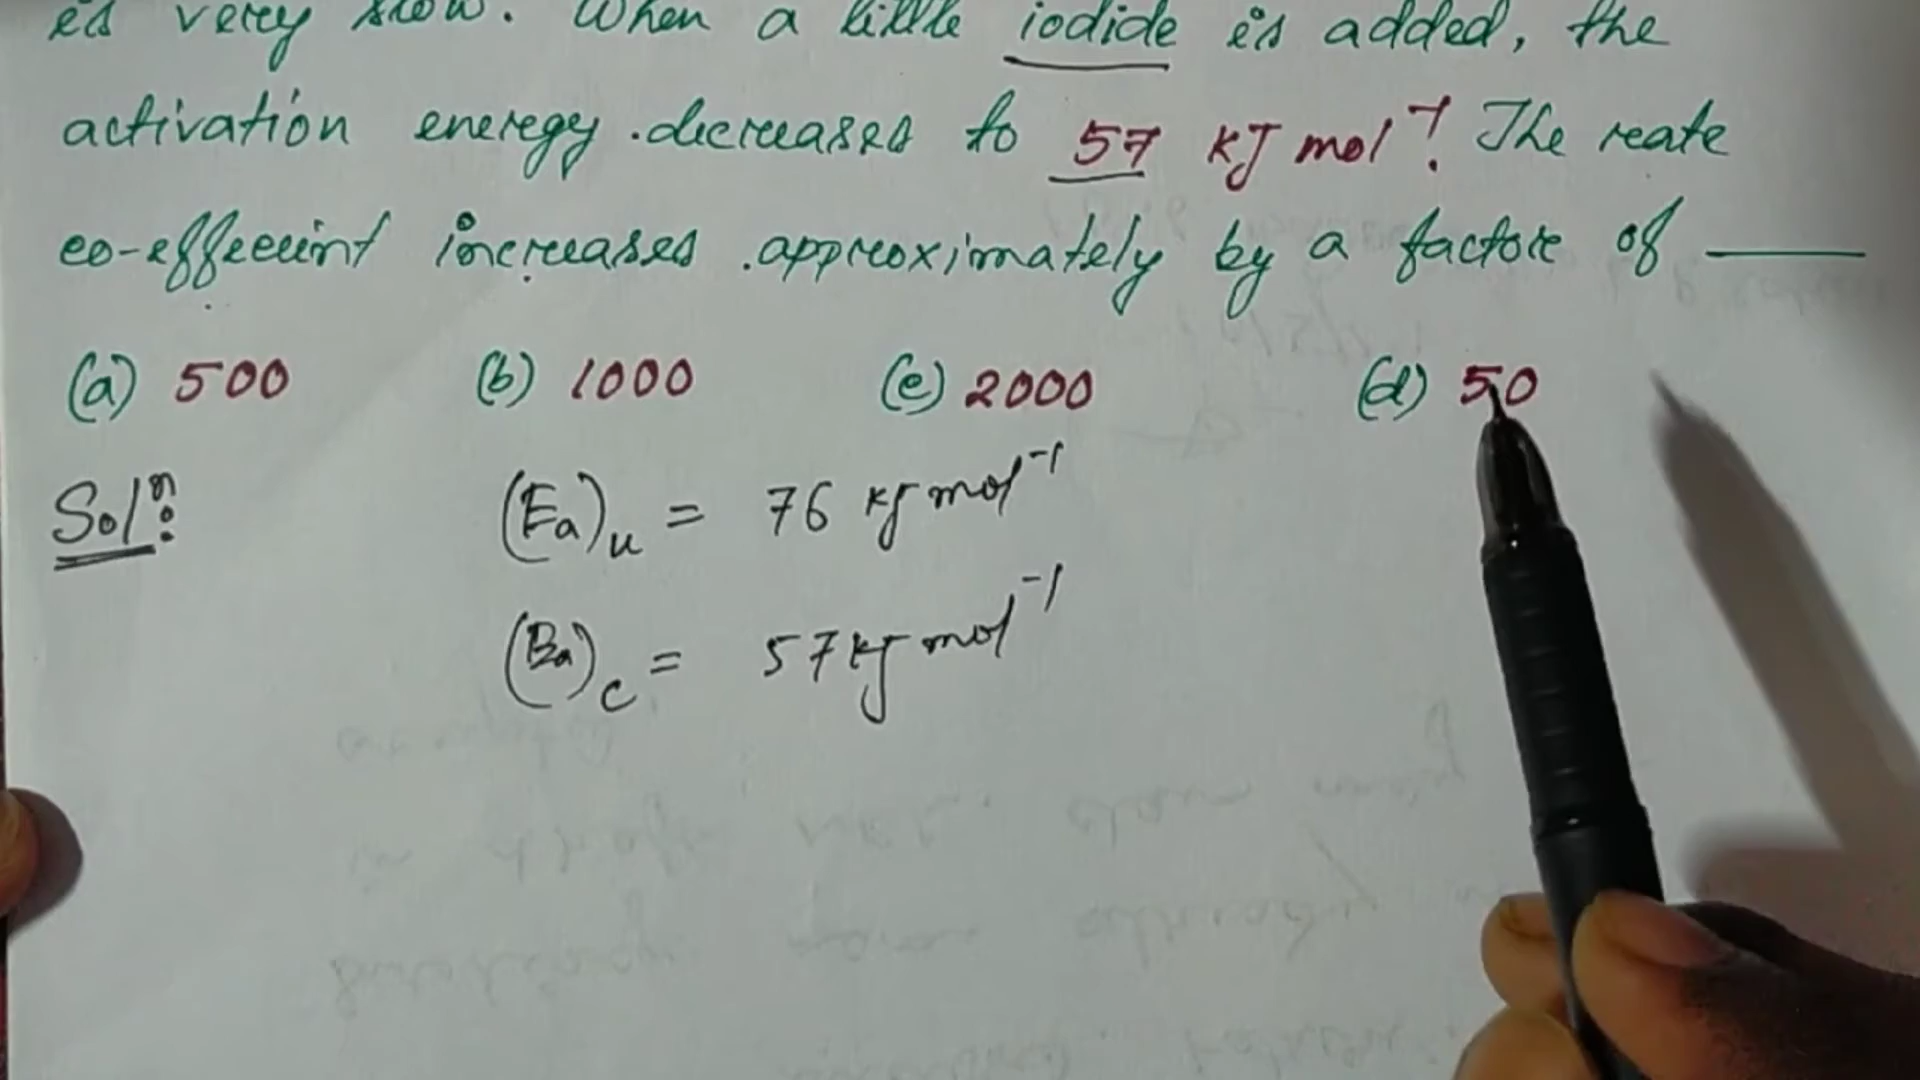 is very slow. When a little iodide is added, the
activation energy decreases to 57 kJ mol⁻¹. The rate
co-effecient increases approximately by a factor of ____
(a) 500 (b) 1000 (c) 2000 (d) 50
Solⁿ: (Ea)u = 76 kJ mol⁻¹
(Ea)c = 57 kJ mol⁻¹